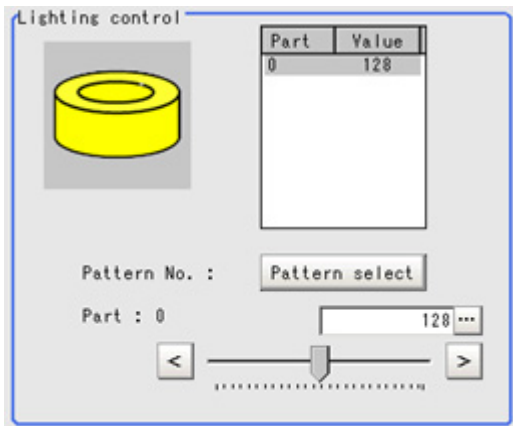 Lighting control
Part Value
0 128
Pattern No. : Pattern select
Part : 0 128 ...
< >